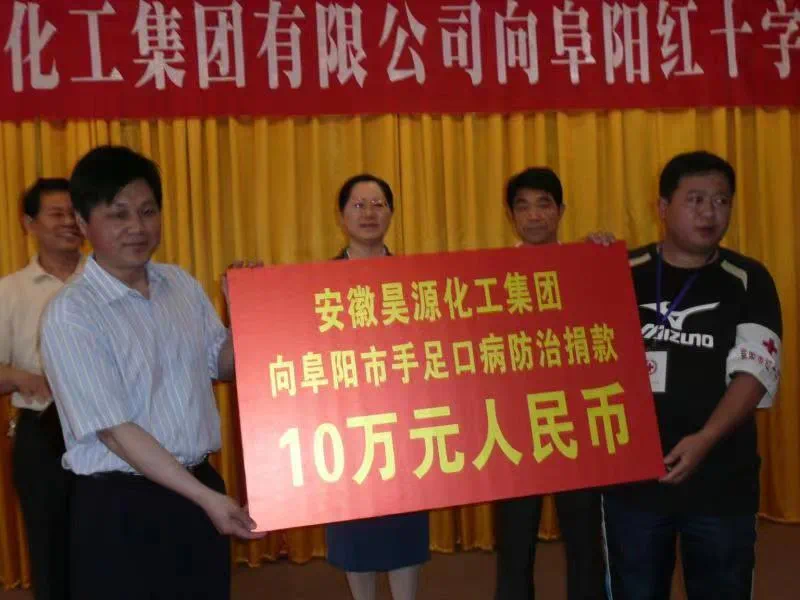 化工集团有限公司向阜阳红十字
安徽昊源化工集团
向阜阳市手足口病防治捐款
10万元人民币
MIZUNO